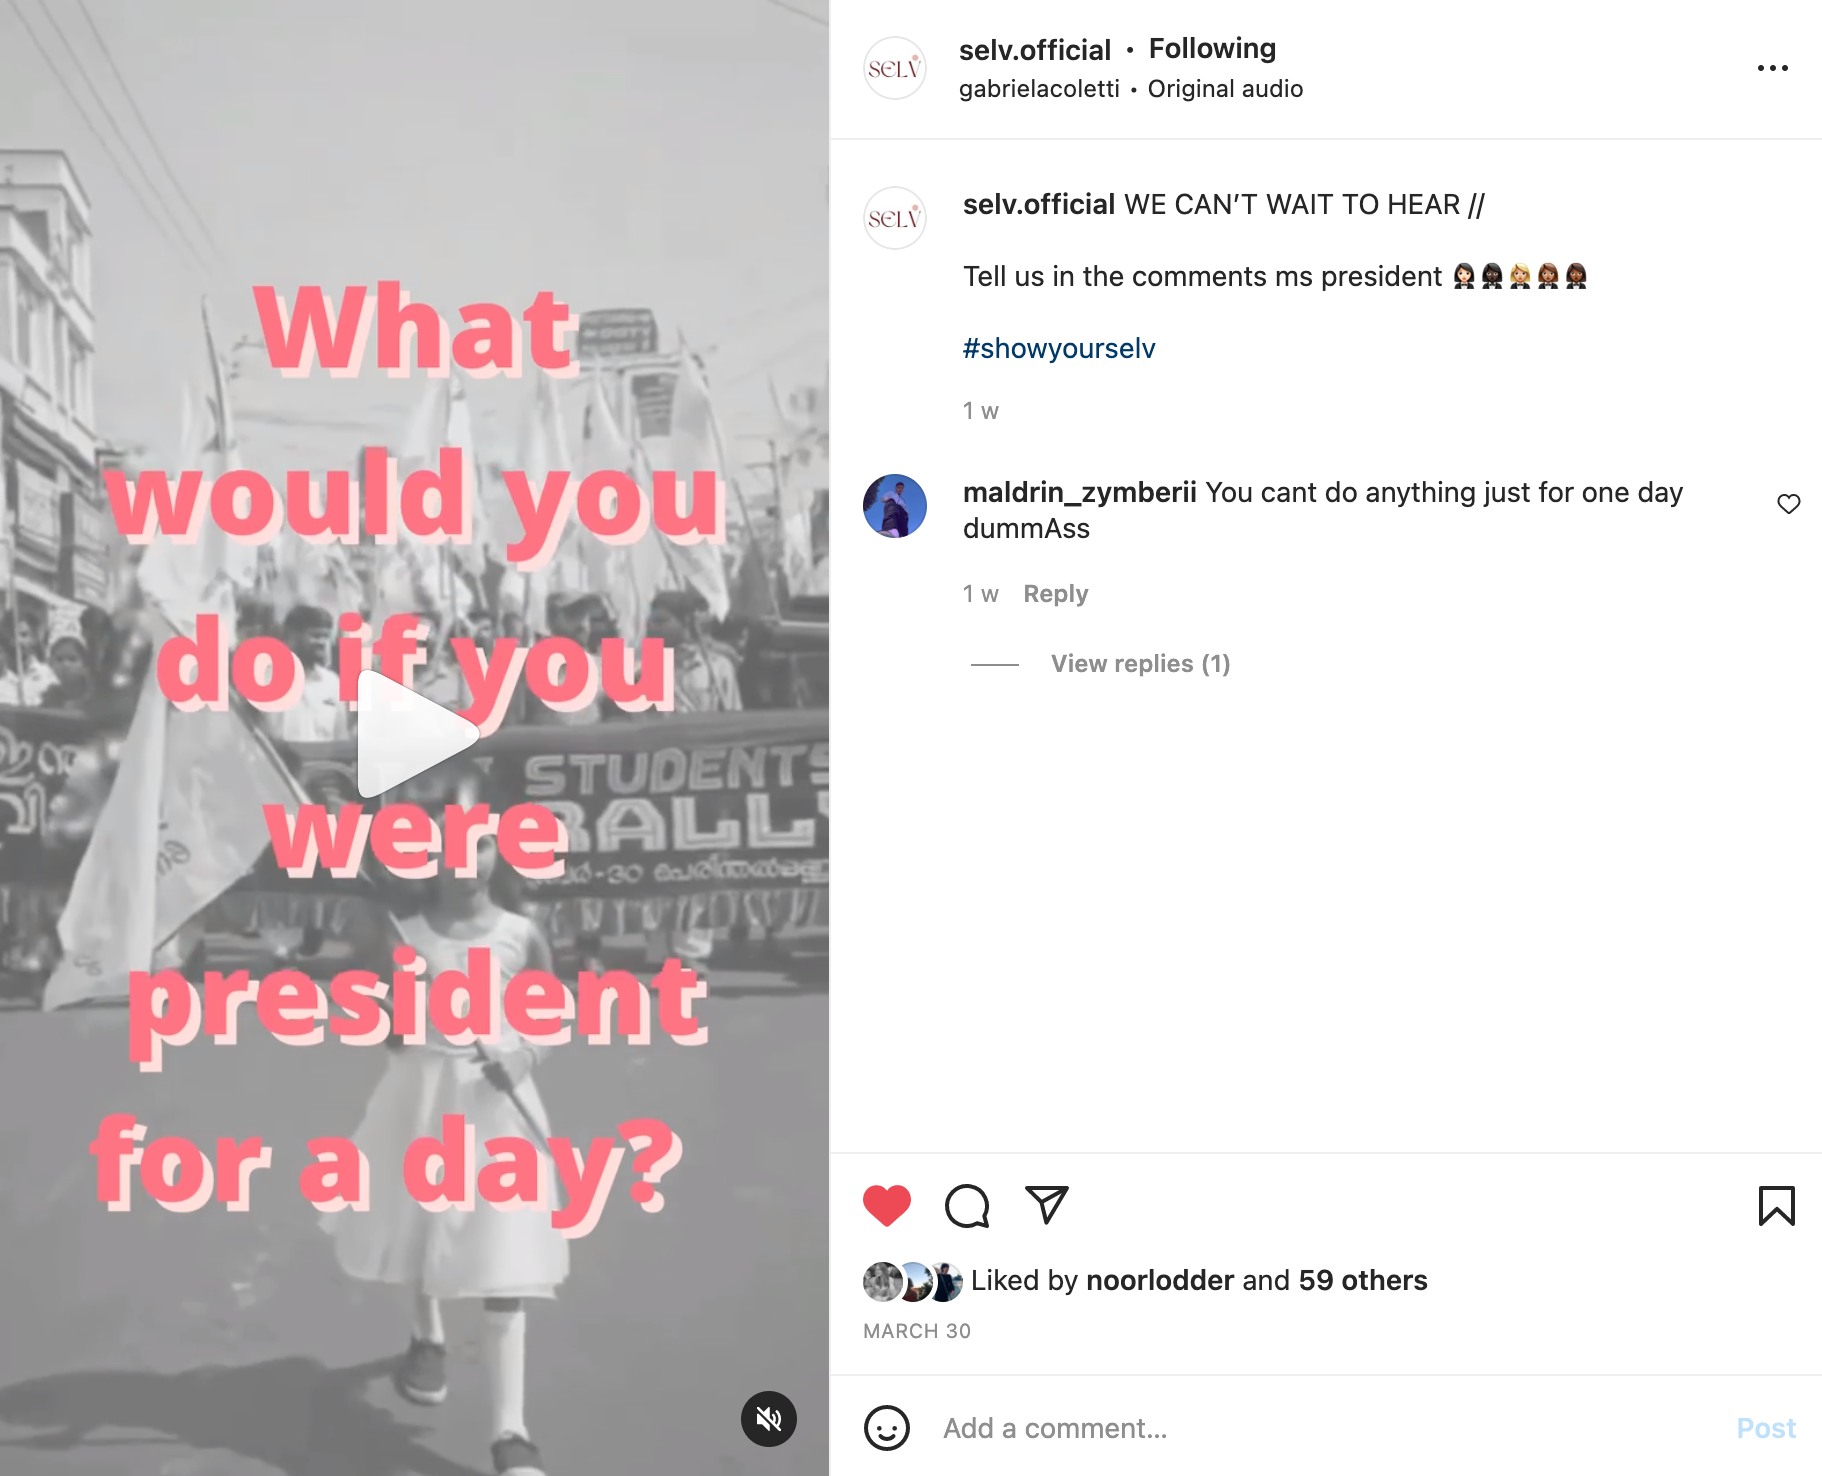 What
would you
do if you
were
president
for a day?
STUDENTS
RALLY
SELV
selv.official • Following
gabrielacoletti • Original audio
SELV
selv.official WE CAN’T WAIT TO HEAR //
Tell us in the comments ms president 🤵🏻‍♀️🤵🏿‍♀️🤵🏼‍♀️🤵🏽‍♀️🤵🏾‍♀️
#showyourselv
1 w
maldrin_zymberii You cant do anything just for one day
dummAss
1 w Reply
View replies (1)
Liked by noorlodder and 59 others
MARCH 30
Add a comment...
Post